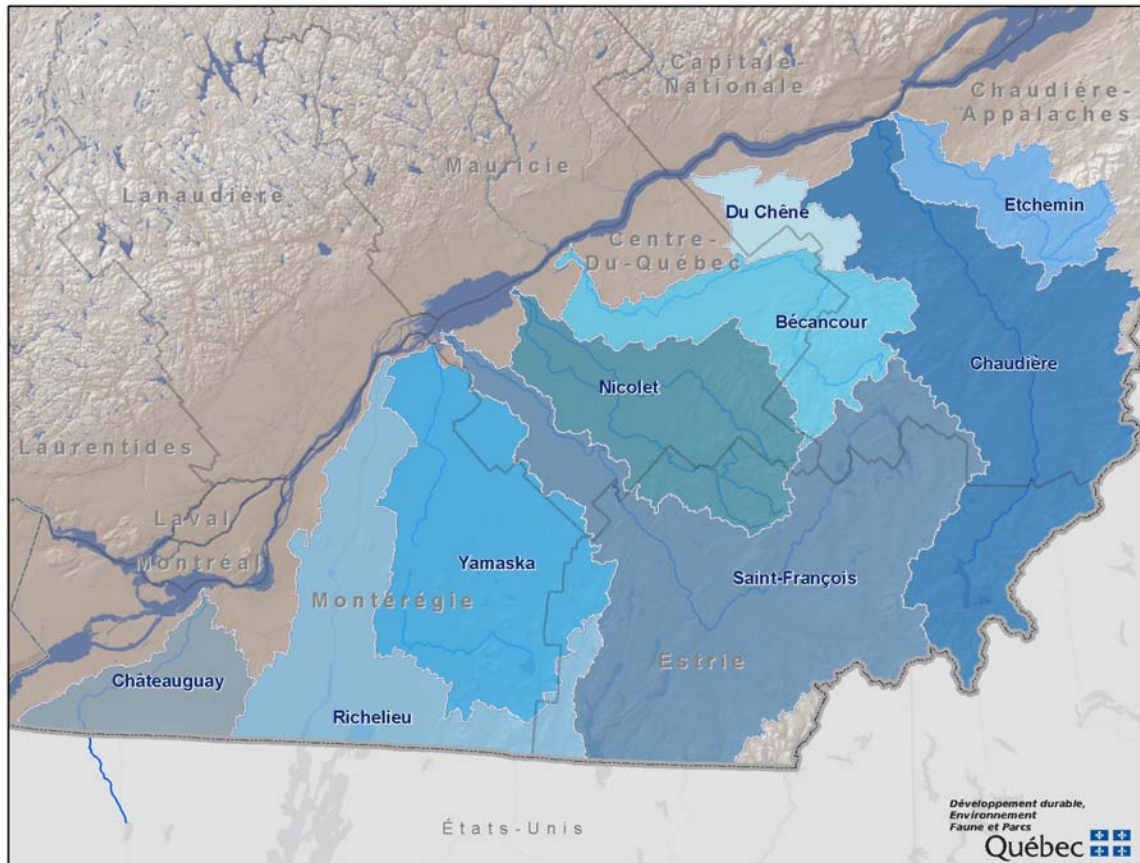 Capitale-
Nationale
Chaudière-
Appalaches
Mauricie
Lanaudière
Du Chêne
Etchemin
Centre-
Du-Québec
Bécancour
Chaudière
Nicolet
Laurentides
Laval
Montréal
Yamaska
Saint-François
Montérégie
Estrie
Châteauguay
Richelieu
États-Unis
Développement durable,
Environnement
Faune et Parcs
Québec